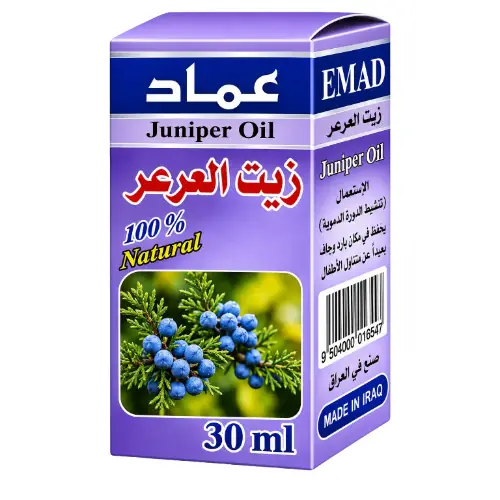 عماد
Juniper Oil
زيت العرعر
100 %
Natural
30 ml
EMAD
زيت العرعر
Juniper Oil
الإستعمال
(تنشيط الدورة الدموية)
يحفظ في مكان بارد وجاف
بعيداً عن متناول الأطفال
9 504000 016547
صنع في العراق
MADE IN IRAQ